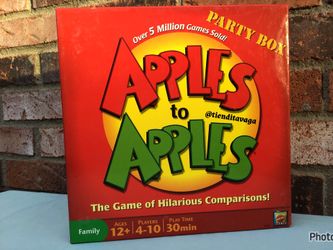 PARTY BOX
Over 5 Million Games Sold!
APPLES
to
@tienditavaga
APPLES
The Game of Hilarious Comparisons!
Family
AGES
12+
PLAYERS
4-10
PLAY TIME
30min
Photo